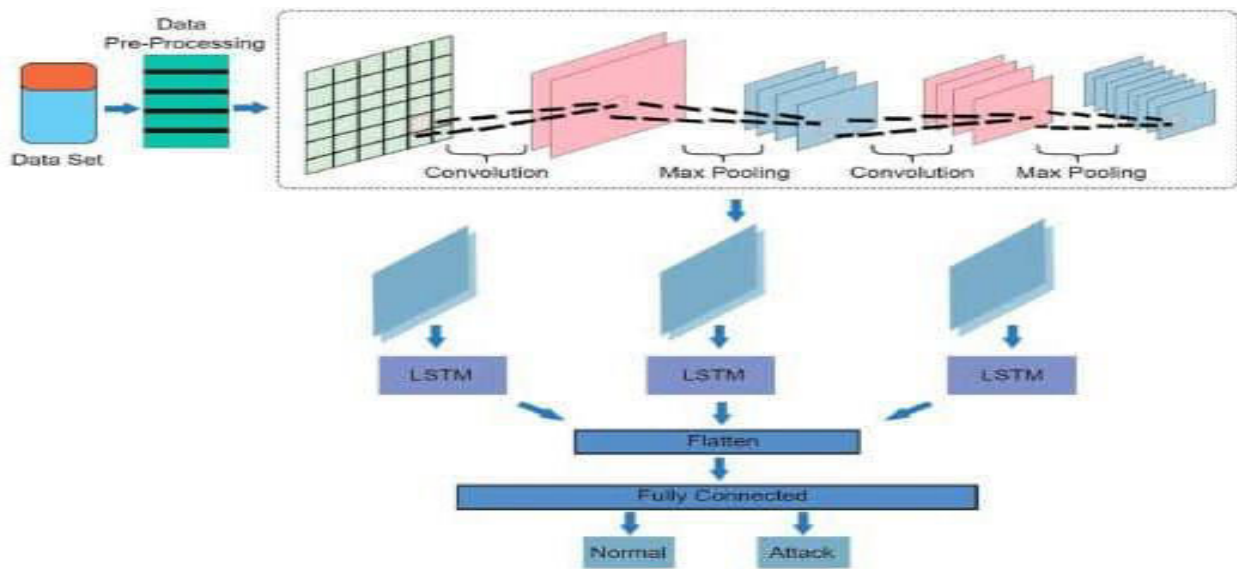 Data
Pre-Processing
Data Set
Convolution
Max Pooling
Convolution
Max Pooling
LSTM
LSTM
LSTM
Flatten
Fully Connected
Normal
Attack